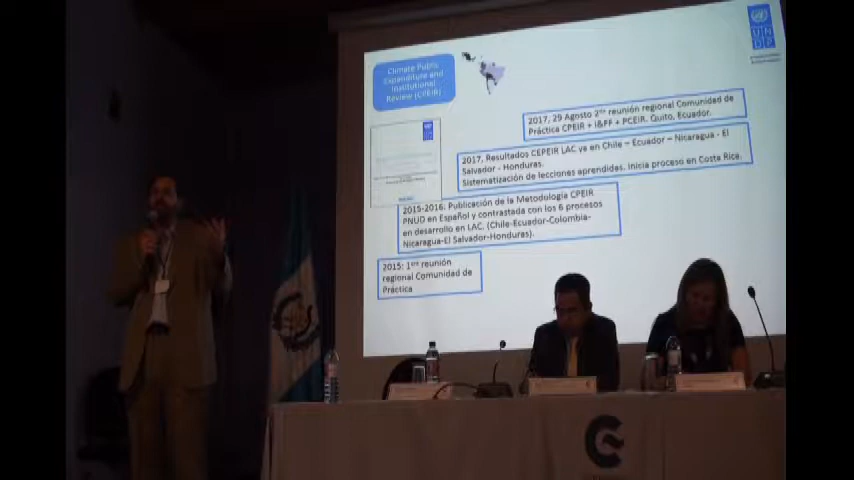 Climate Public
Expenditure and
Institutional
Review (CPEIR)
U N
D P
2017, 29 Agosto 2da reunión regional Comunidad de
Práctica CPEIR + I&FF + PCEIR. Quito, Ecuador.
2017, Resultados CEPEIR LAC ya en Chile – Ecuador – Nicaragua - El
Salvador - Honduras.
Sistematización de lecciones aprendidas. Inicia proceso en Costa Rica.
2015-2016: Publicación de la Metodología CPEIR
PNUD en Español y contrastada con los 6 procesos
en desarrollo en LAC. (Chile-Ecuador-Colombia-
Nicaragua-El Salvador-Honduras).
2015: 1era reunión
regional Comunidad de
Práctica